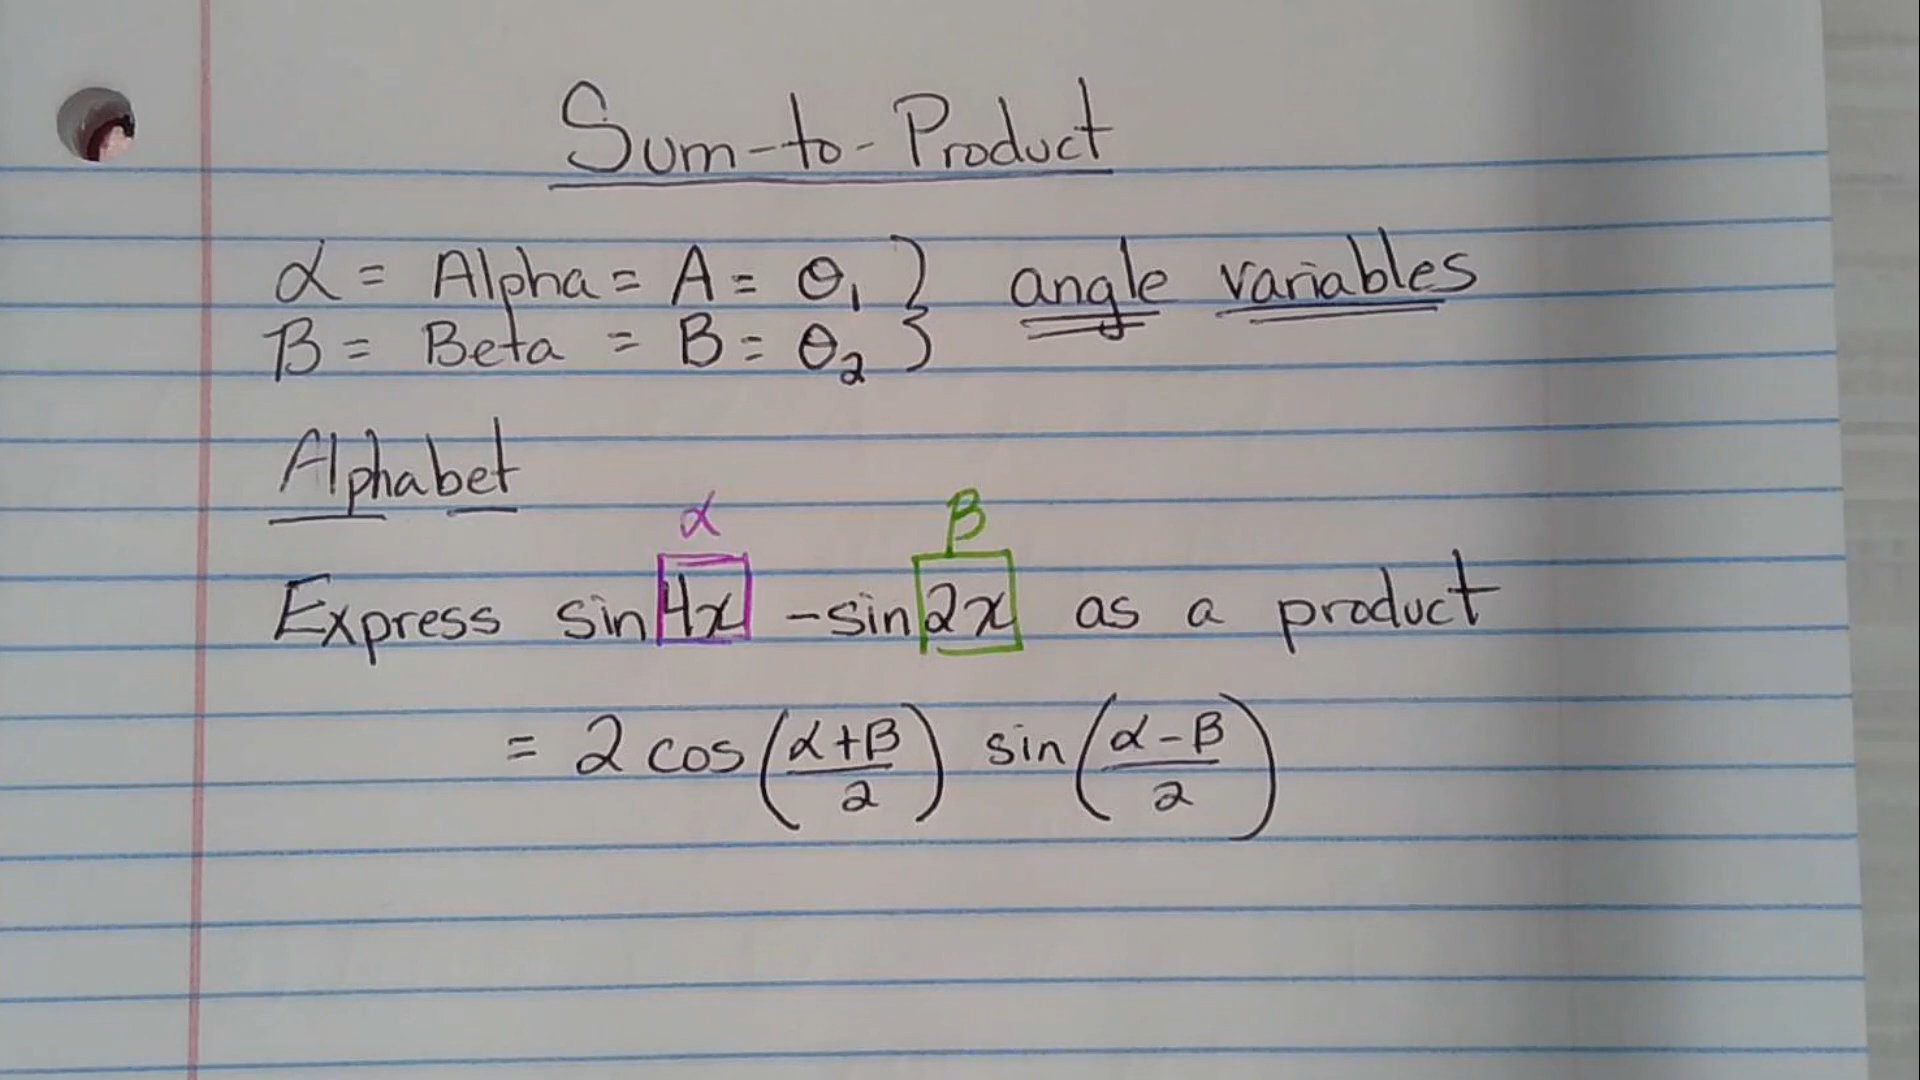 Sum-to-Product
α = Alpha = A = θ₁ } angle variables
β = Beta = B = θ₂ }
Alphabet
α β
Express sin 4x - sin 2x as a product
= 2 cos((α+β)/2) sin((α-β)/2)